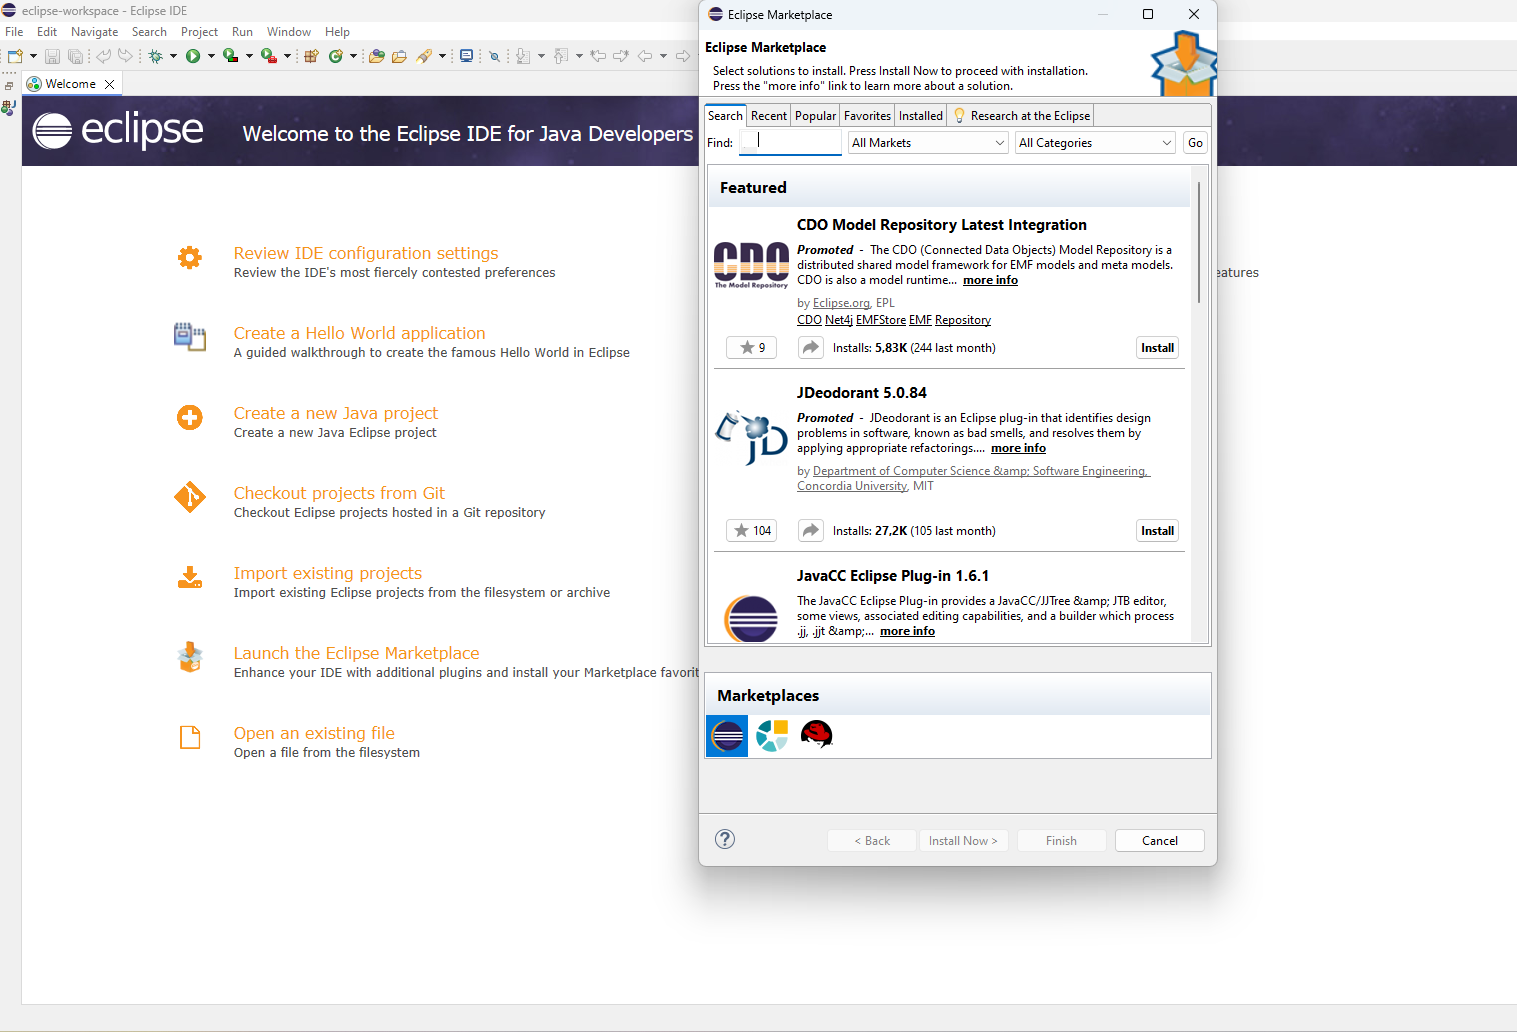 eclipse-workspace - Eclipse IDE
File Edit Navigate Search Project Run Window Help
Welcome
eclipse
Welcome to the Eclipse IDE for Java Developers
Review IDE configuration settings
Review the IDE's most fiercely contested preferences
Create a Hello World application
A guided walkthrough to create the famous Hello World in Eclipse
Create a new Java project
Create a new Java Eclipse project
Checkout projects from Git
Checkout Eclipse projects hosted in a Git repository
Import existing projects
Import existing Eclipse projects from the filesystem or archive
Launch the Eclipse Marketplace
Enhance your IDE with additional plugins and install your Marketplace favorit
Open an existing file
Open a file from the filesystem
eatures
Eclipse Marketplace
Eclipse Marketplace
Select solutions to install. Press Install Now to proceed with installation.
Press the "more info" link to learn more about a solution.
Search Recent Popular Favorites Installed Research at the Eclipse
Find: All Markets All Categories Go
Featured
CDO Model Repository Latest Integration
CDO
The Model Repository
Promoted - The CDO (Connected Data Objects) Model Repository is a
distributed shared model framework for EMF models and meta models.
CDO is also a model runtime... more info
by Eclipse.org, EPL
CDO Net4j EMFStore EMF Repository
9 Installs: 5,83K (244 last month) Install
JDeodorant 5.0.84
JD
Promoted - JDeodorant is an Eclipse plug-in that identifies design
problems in software, known as bad smells, and resolves them by
applying appropriate refactorings.... more info
by Department of Computer Science &amp; Software Engineering,
Concordia University, MIT
104 Installs: 27,2K (105 last month) Install
JavaCC Eclipse Plug-in 1.6.1
The JavaCC Eclipse Plug-in provides a JavaCC/JJTree &amp; JTB editor,
some views, associated editing capabilities, and a builder which process
.jj, .jjt &amp;... more info
Marketplaces
< Back Install Now > Finish Cancel